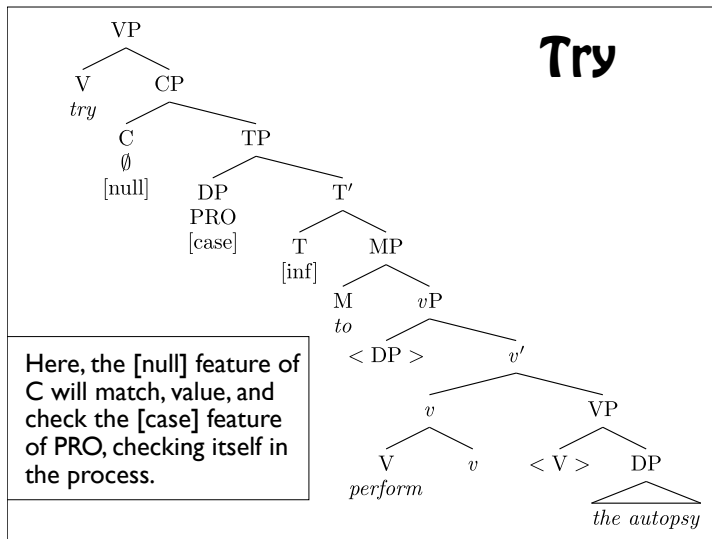 VP
Try
V CP
try
C TP
∅
[null]
DP T′
PRO
[case] T MP
[inf]
M vP
to
< DP > v′
Here, the [null] feature of
C will match, value, and
check the [case] feature
of PRO, checking itself in
the process.
v VP
V v < V > DP
perform
the autopsy